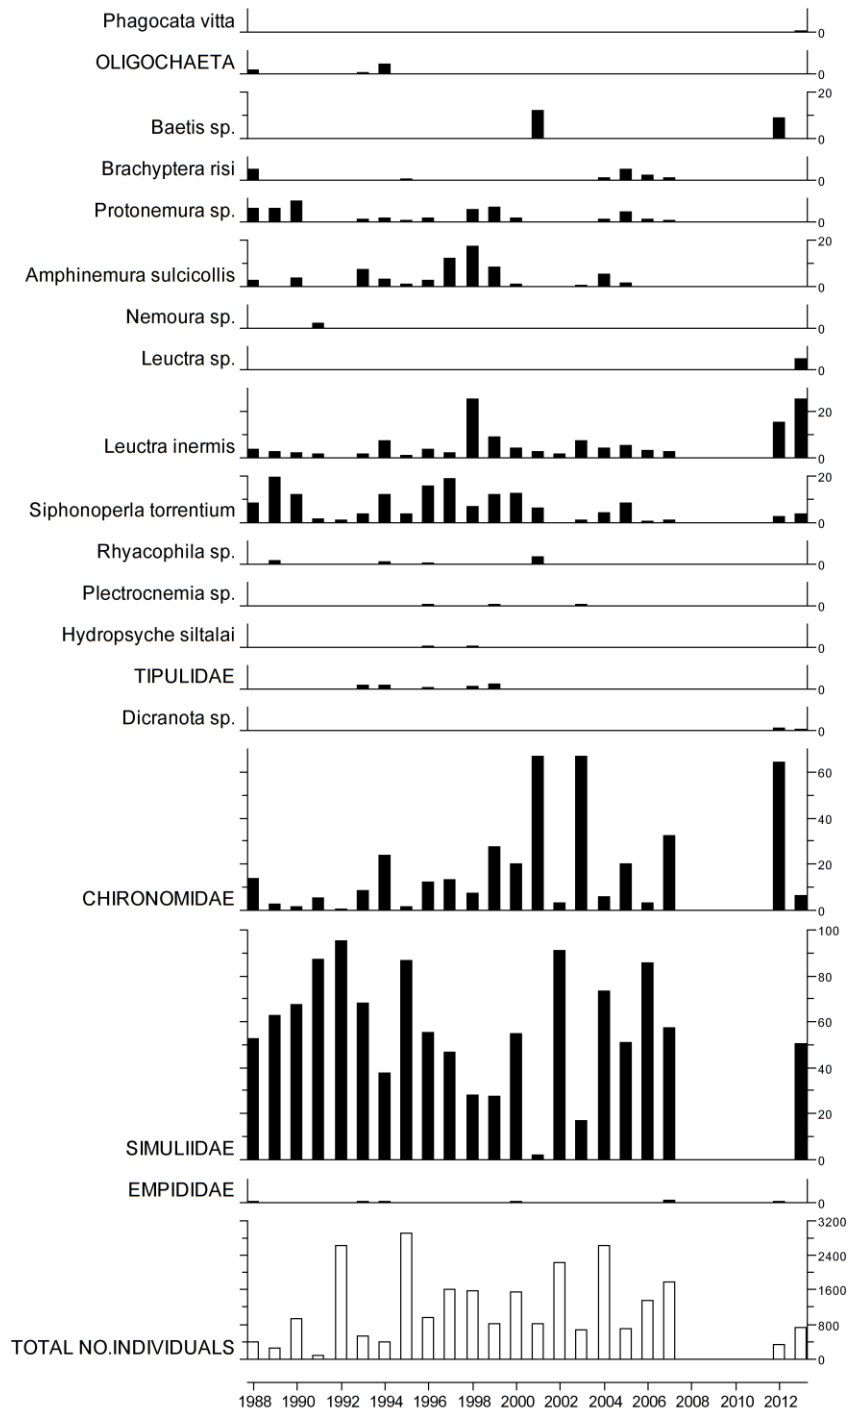 Phagocata vitta
0
OLIGOCHAETA
0
20
Baetis sp.
0
Brachyptera risi
0
Protonemura sp.
0
20
Amphinemura sulcicollis
0
Nemoura sp.
0
Leuctra sp.
0
20
Leuctra inermis
0
20
Siphonoperla torrentium
0
Rhyacophila sp.
0
Plectrocnemia sp.
0
Hydropsyche siltalai
0
TIPULIDAE
0
Dicranota sp.
0
60
40
20
CHIRONOMIDAE
0
100
80
60
40
20
SIMULIIDAE
0
EMPIDIDAE
0
3200
2400
1600
800
TOTAL NO.INDIVIDUALS
0
1988 1990 1992 1994 1996 1998 2000 2002 2004 2006 2008 2010 2012